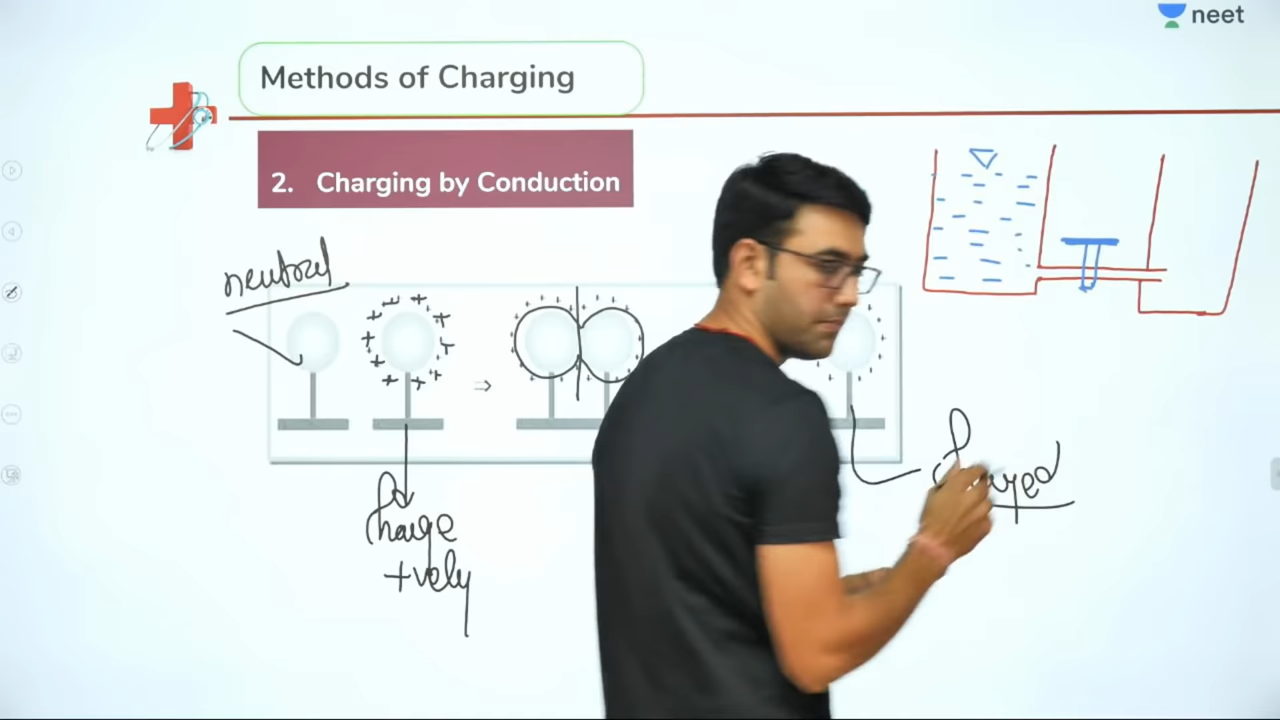 neet
Methods of Charging
2. Charging by Conduction
neutral
Charge
+vely